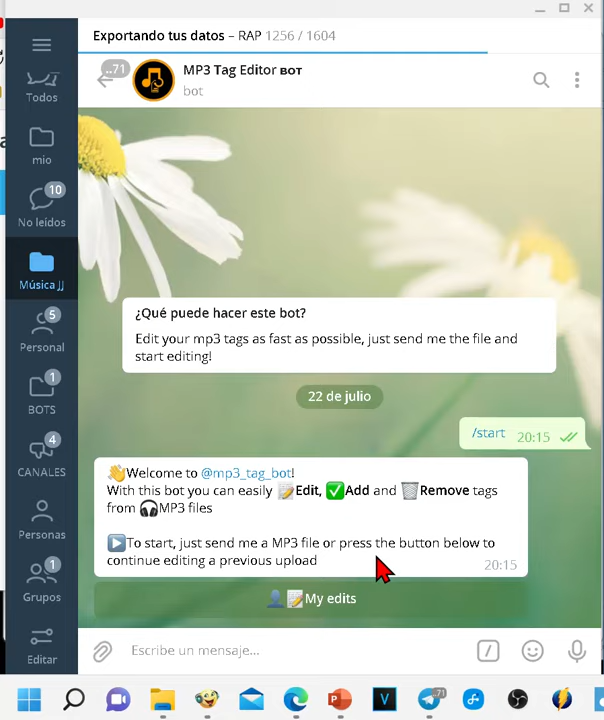 Exportando tus datos – RAP 1256 / 1604
..71
MP3 Tag Editor BOT
bot
Todos
mio
10
No leídos
Música JJ
5
Personal
1
BOTS
4
CANALES
Personas
1
Grupos
Editar
¿Qué puede hacer este bot?
Edit your mp3 tags as fast as possible, just send me the file and
start editing!
22 de julio
/start 20:15
👋Welcome to @mp3_tag_bot!
With this bot you can easily 📝Edit, ✅Add and 🗑Remove tags
from 🎧MP3 files
▶️To start, just send me a MP3 file or press the button below to
continue editing a previous upload 20:15
👤📝My edits
Escribe un mensaje...
P
V
..71